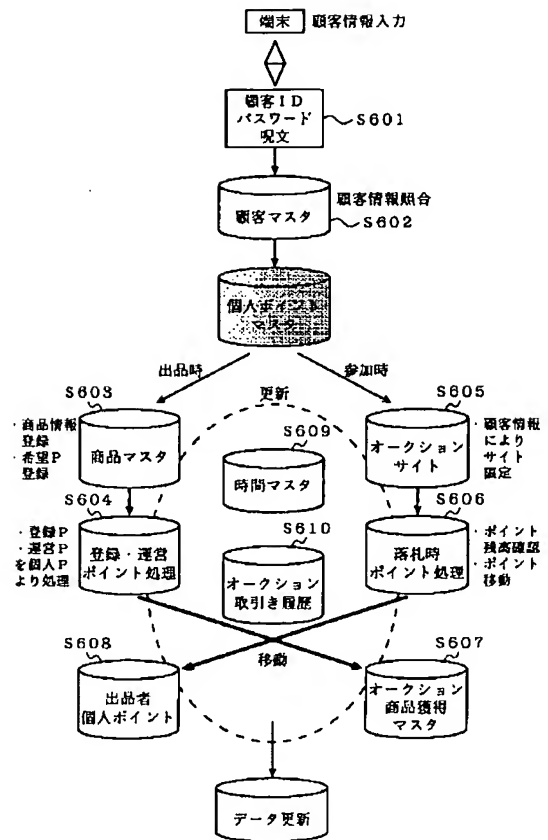 端末 顧客情報入力
顧客ID
パスワード
呪文
S601
顧客マスタ
顧客情報照合
S602
個人ポイント
マスタ
出品時
参加時
更新
S603
・商品情報
登録
・希望P
登録
商品マスタ
S609
時間マスタ
S605
オークション
サイト
・顧客情報
により
サイト
限定
S604
・登録P
・運営P
を個人P
より処理
登録・運営
ポイント処理
S610
オークション
取引き履歴
S606
落札時
ポイント処理
・ポイント
残高確認
・ポイント
移動
移動
S608
出品者
個人ポイント
S607
オークション
商品獲得
マスタ
データ更新